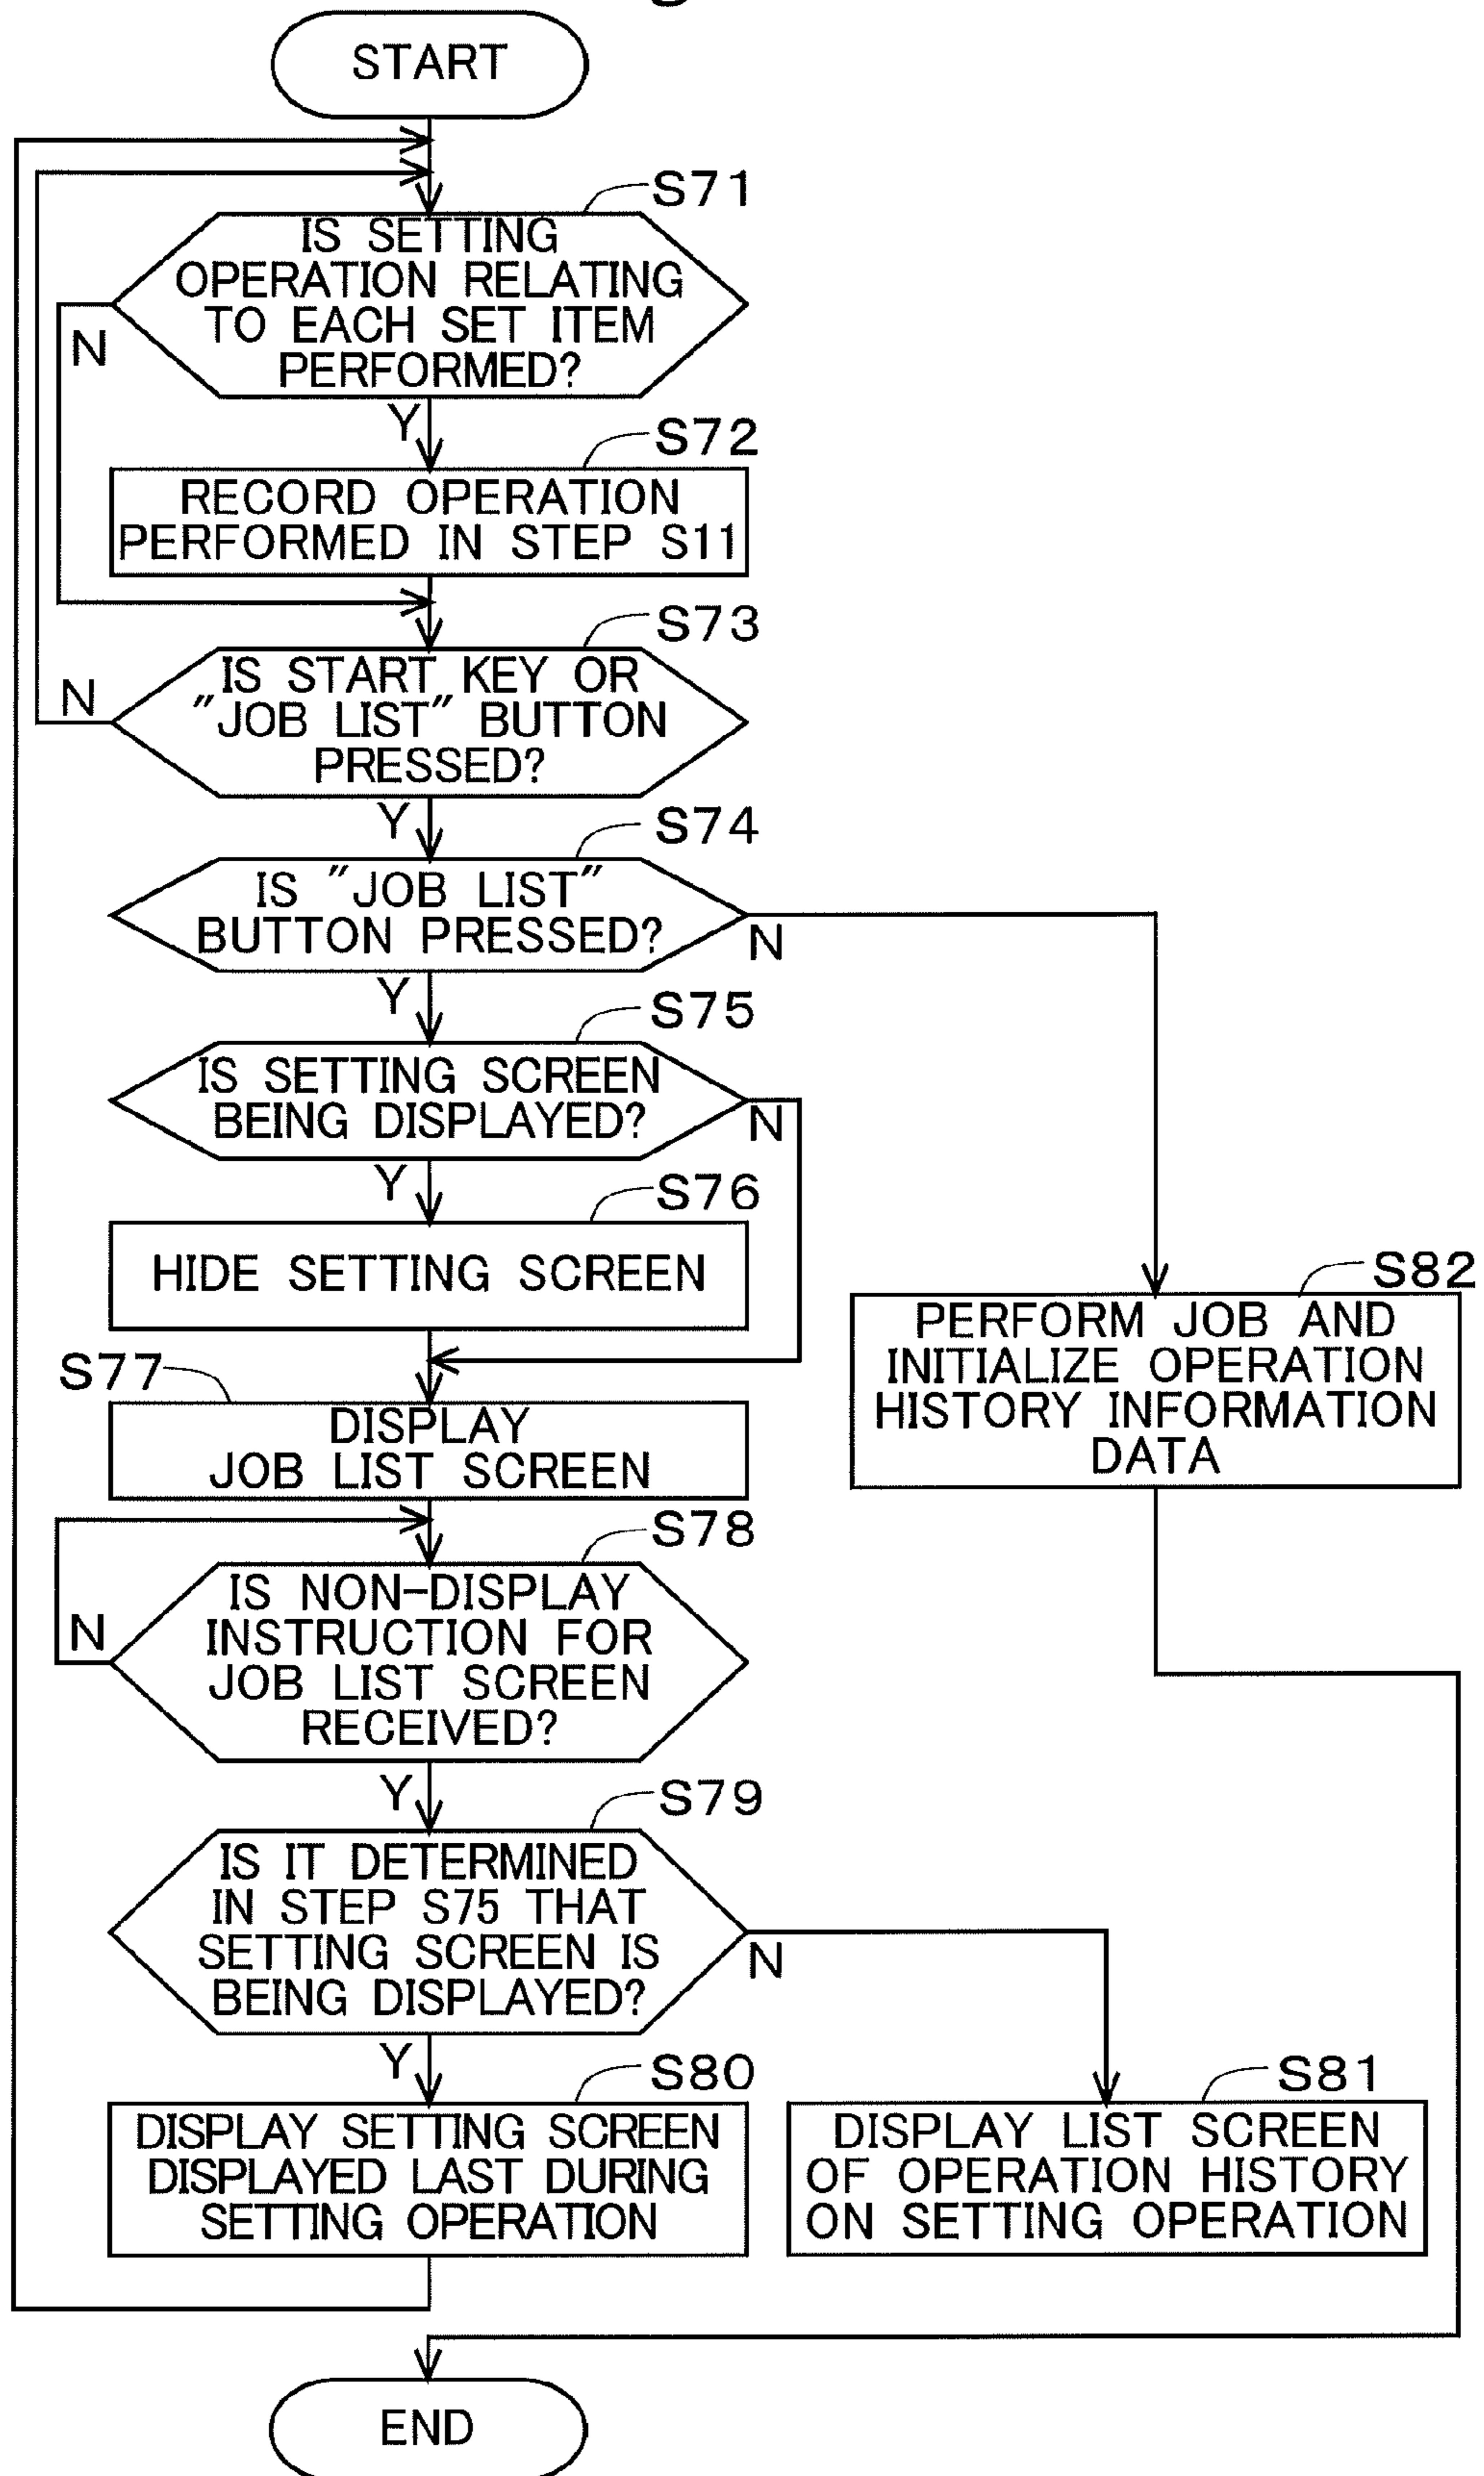 START
S71
IS SETTING
OPERATION RELATING
TO EACH SET ITEM
PERFORMED?
N
Y
S72
RECORD OPERATION
PERFORMED IN STEP S11
S73
IS START KEY OR
"JOB LIST" BUTTON
PRESSED?
N
Y
S74
IS "JOB LIST"
BUTTON PRESSED?
N
Y
S75
IS SETTING SCREEN
BEING DISPLAYED?
N
Y
S76
HIDE SETTING SCREEN
S82
PERFORM JOB AND
INITIALIZE OPERATION
HISTORY INFORMATION
DATA
S77
DISPLAY
JOB LIST SCREEN
S78
IS NON-DISPLAY
INSTRUCTION FOR
JOB LIST SCREEN
RECEIVED?
N
Y
S79
IS IT DETERMINED
IN STEP S75 THAT
SETTING SCREEN IS
BEING DISPLAYED?
N
Y
S80
DISPLAY SETTING SCREEN
DISPLAYED LAST DURING
SETTING OPERATION
S81
DISPLAY LIST SCREEN
OF OPERATION HISTORY
ON SETTING OPERATION
END